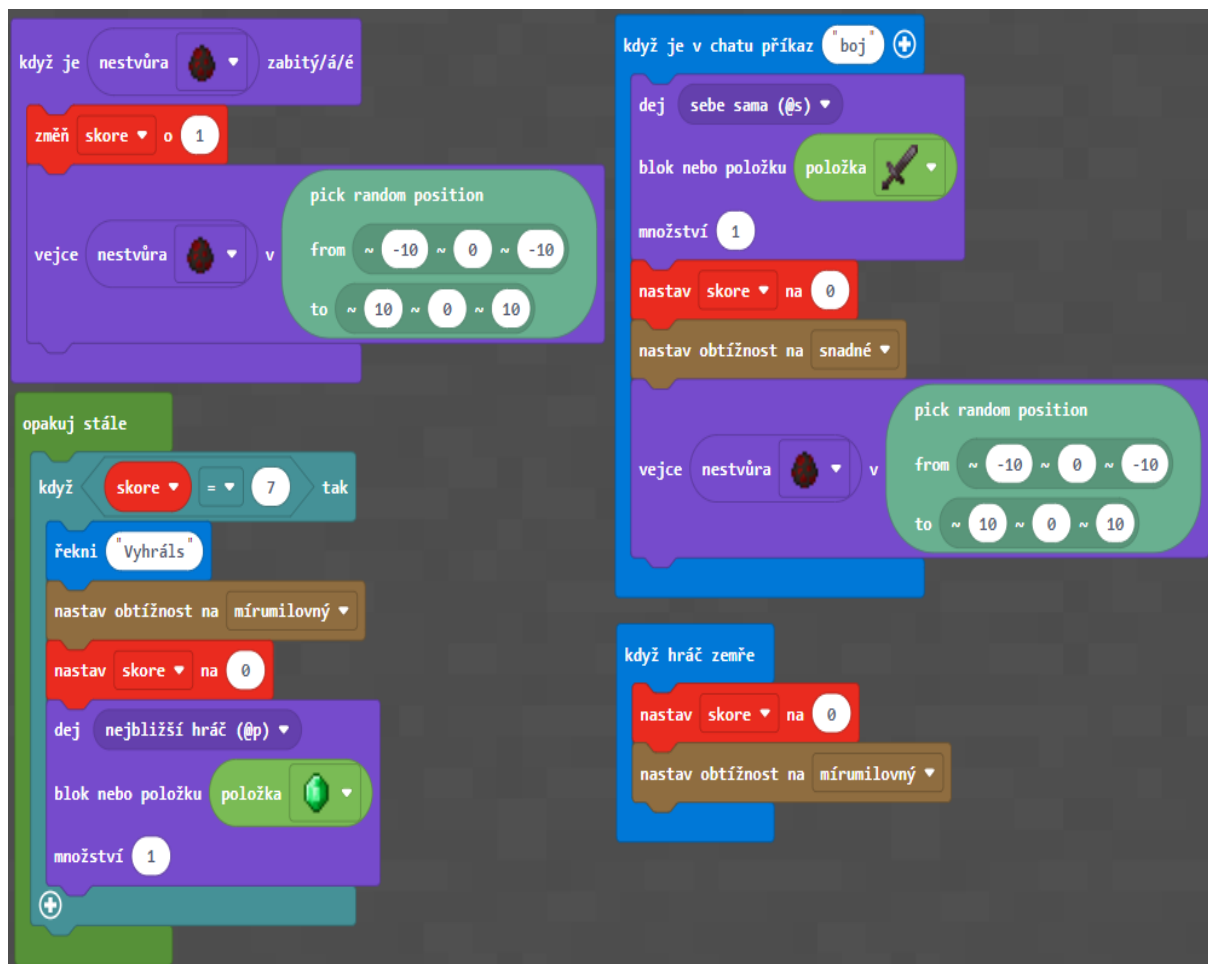 když je nestvůra zabitý/á/é
změň skore o 1
pick random position
vejce nestvůra v from ~ -10 ~ 0 ~ -10
to ~ 10 ~ 0 ~ 10
opakuj stále
když skore = 7 tak
řekni "Vyhráls"
nastav obtížnost na mírumilovný
nastav skore na 0
dej nejbližší hráč (@p)
blok nebo položku položka
množství 1
když je v chatu příkaz "boj"
dej sebe sama (@s)
blok nebo položku položka
množství 1
nastav skore na 0
nastav obtížnost na snadné
pick random position
vejce nestvůra v from ~ -10 ~ 0 ~ -10
to ~ 10 ~ 0 ~ 10
když hráč zemře
nastav skore na 0
nastav obtížnost na mírumilovný